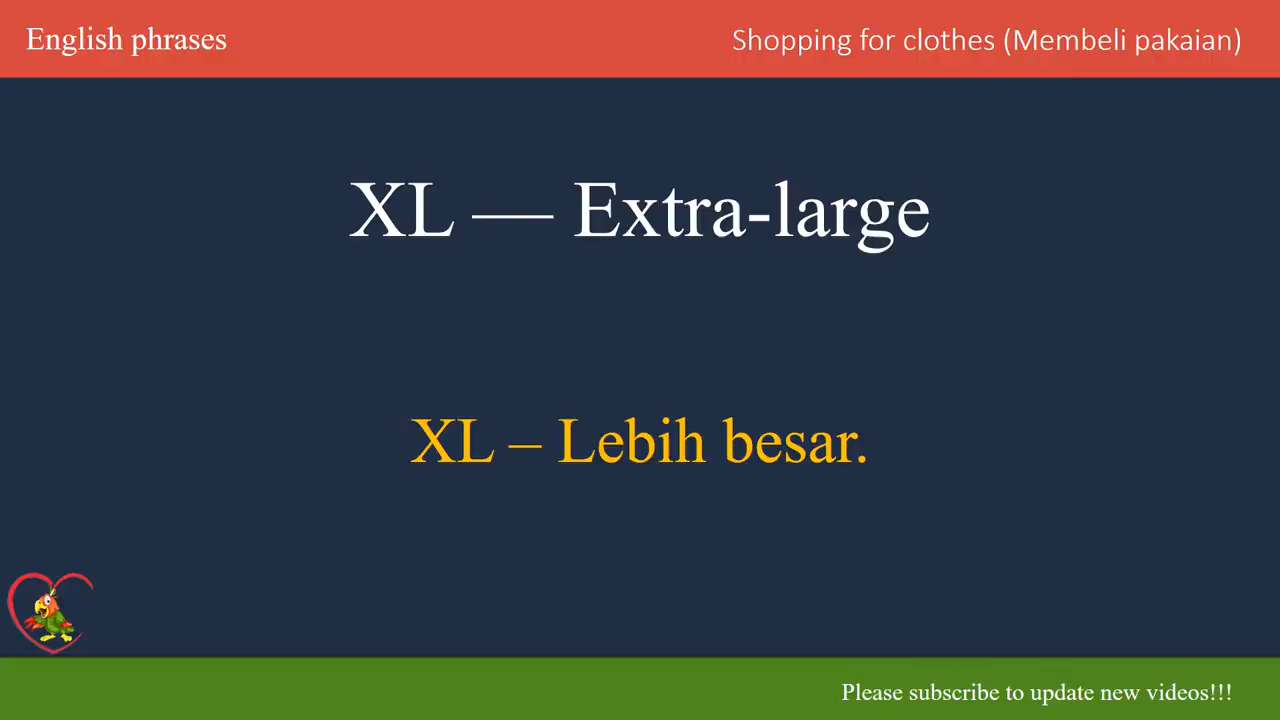 English phrases
Shopping for clothes (Membeli pakaian)
XL — Extra-large
XL – Lebih besar.
Please subscribe to update new videos!!!